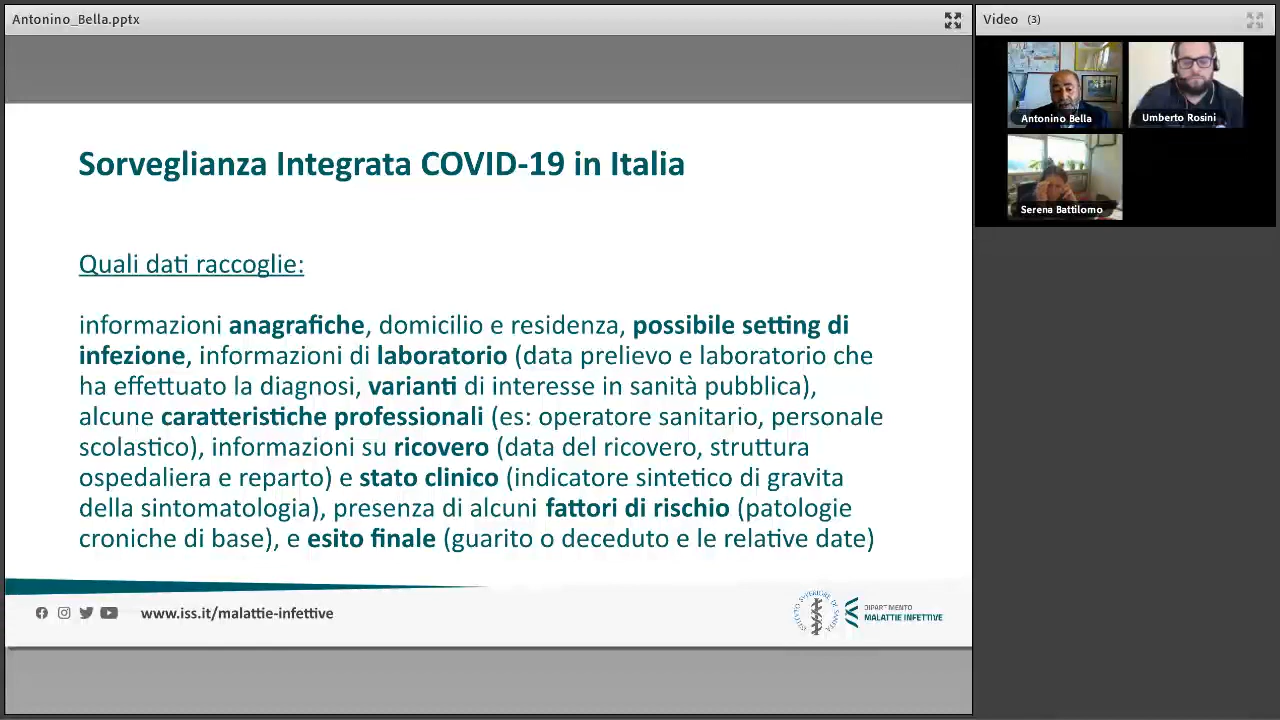 Antonino_Bella.pptx
Video (3)
Antonino Bella
Umberto Rosini
Serena Battilomo
Sorveglianza Integrata COVID-19 in Italia
Quali dati raccoglie:
informazioni anagrafiche, domicilio e residenza, possibile setting di
infezione, informazioni di laboratorio (data prelievo e laboratorio che
ha effettuato la diagnosi, varianti di interesse in sanità pubblica),
alcune caratteristiche professionali (es: operatore sanitario, personale
scolastico), informazioni su ricovero (data del ricovero, struttura
ospedaliera e reparto) e stato clinico (indicatore sintetico di gravita
della sintomatologia), presenza di alcuni fattori di rischio (patologie
croniche di base), e esito finale (guarito o deceduto e le relative date)
www.iss.it/malattie-infettive
ISTITUTO SUPERIORE DI SANITÀ
DIPARTIMENTO
MALATTIE INFETTIVE